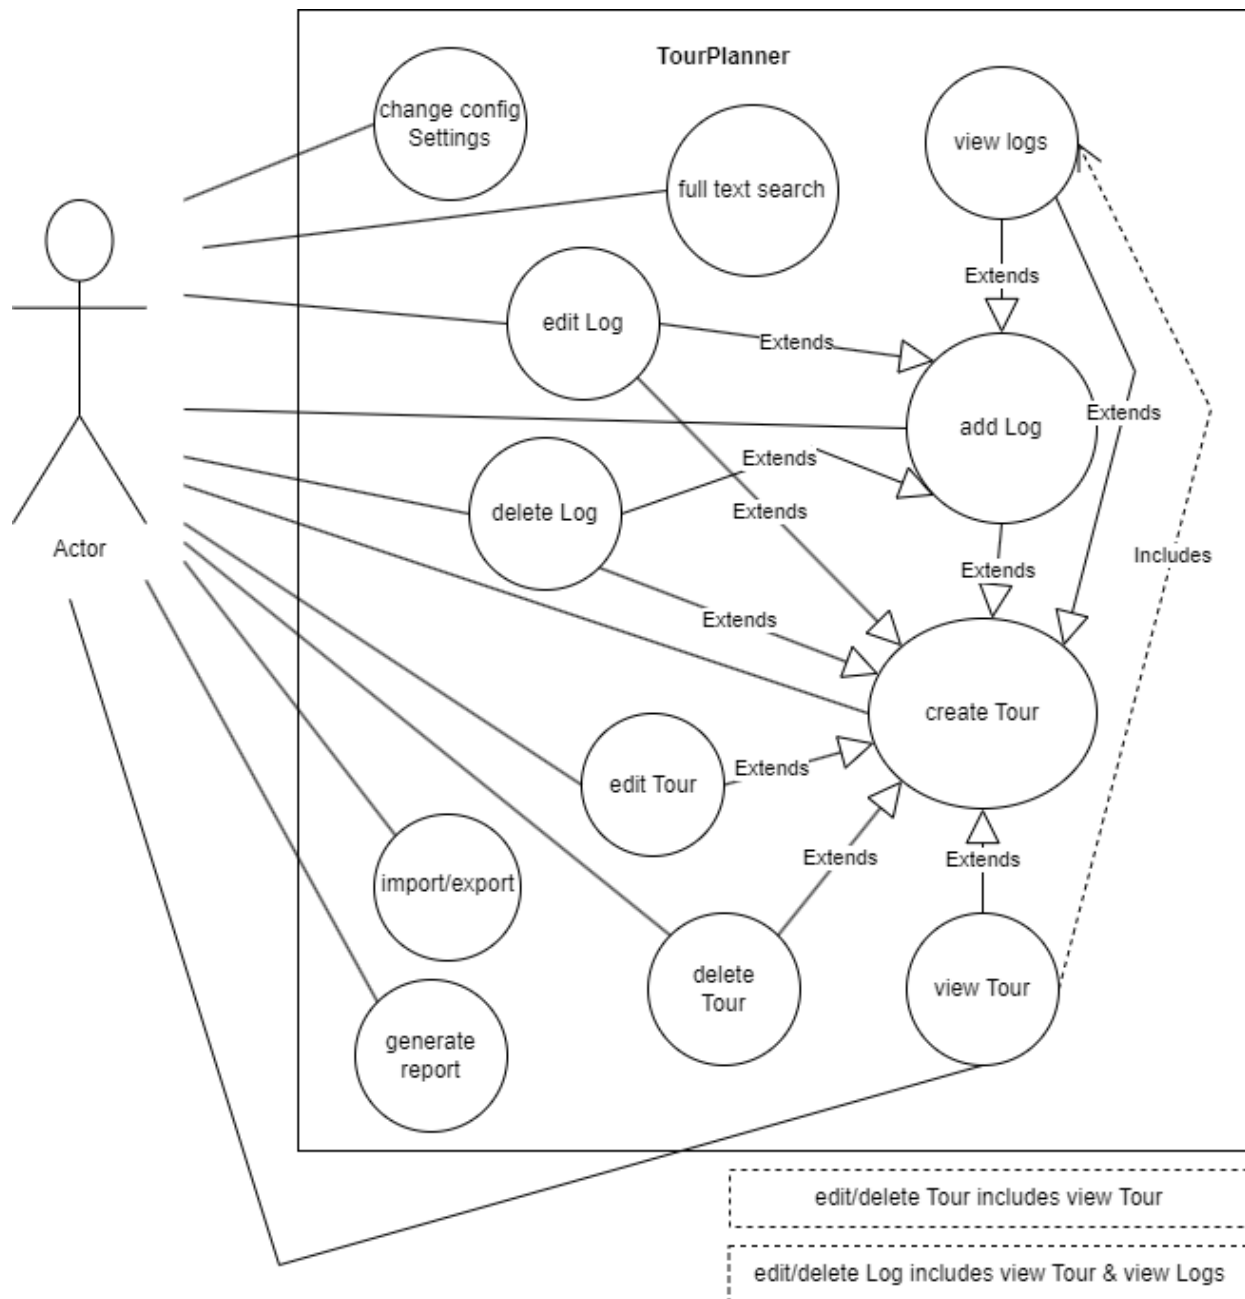 TourPlanner
change config
Settings
view logs
full text search
Extends
edit Log
Extends
Extends
add Log
Extends
delete Log
Extends
Extends
Actor
Includes
Extends
Extends
create Tour
edit Tour
Extends
Extends
Extends
import/export
delete
Tour
view Tour
generate
report
edit/delete Tour includes view Tour
edit/delete Log includes view Tour & view Logs